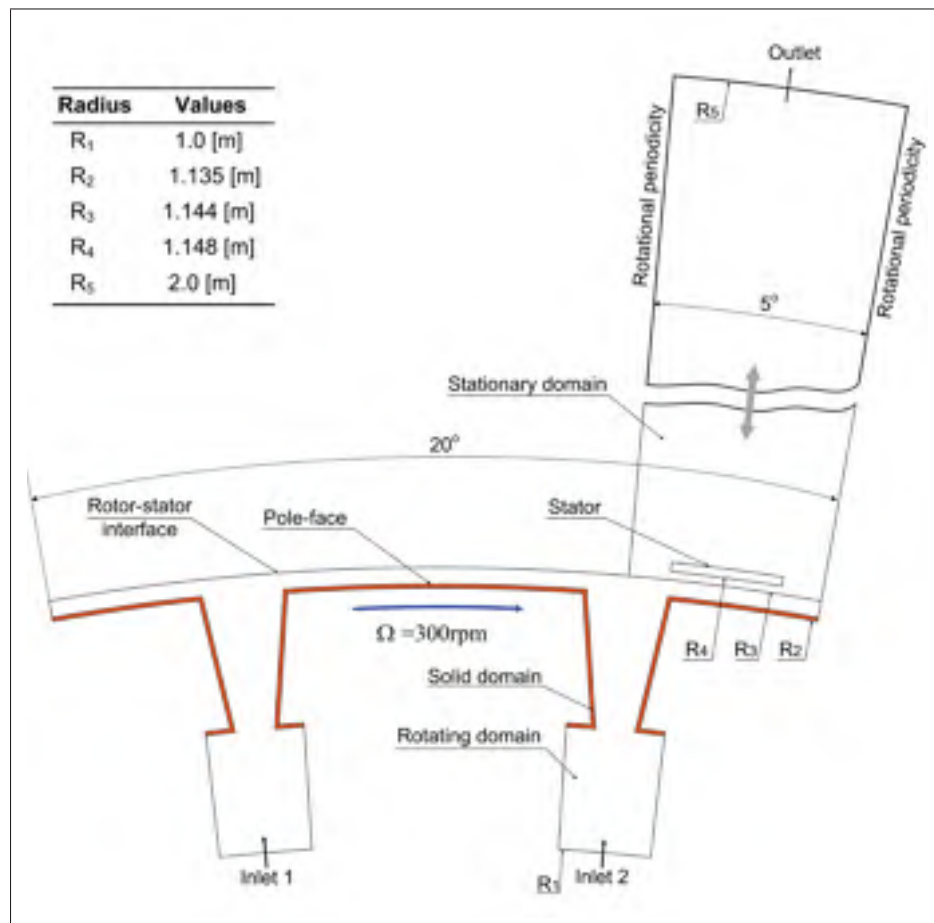 Outlet
Radius Values
R₁ 1.0 [m]
R₂ 1.135 [m]
R₃ 1.144 [m]
R₄ 1.148 [m]
R₅ 2.0 [m]
R₅
Rotational periodicity
Rotational periodicity
5⁰
Stationary domain
20⁰
Rotor-stator
interface
Pole-face
Stator
Ω =300rpm
R₄
R₃
R₂
Solid domain
Rotating domain
Inlet 1
R₁
Inlet 2